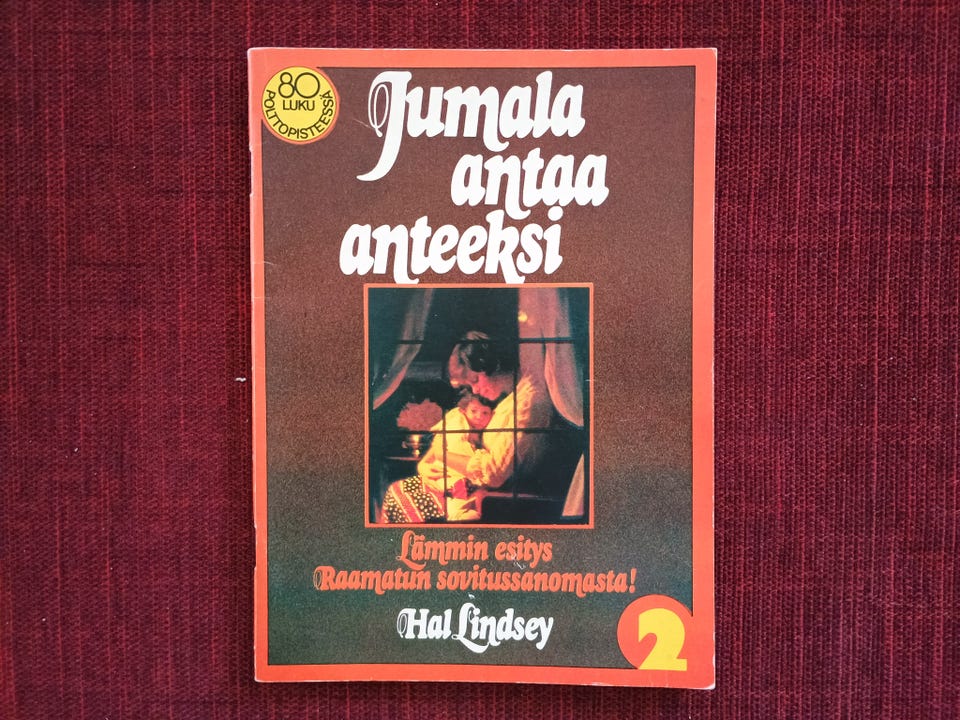 80
LUKU
POLTTOPISTEESSÄ
Jumala
antaa
anteeksi
Lämmin esitys
Raamatun sovitussanomasta!
Hal Lindsey
2